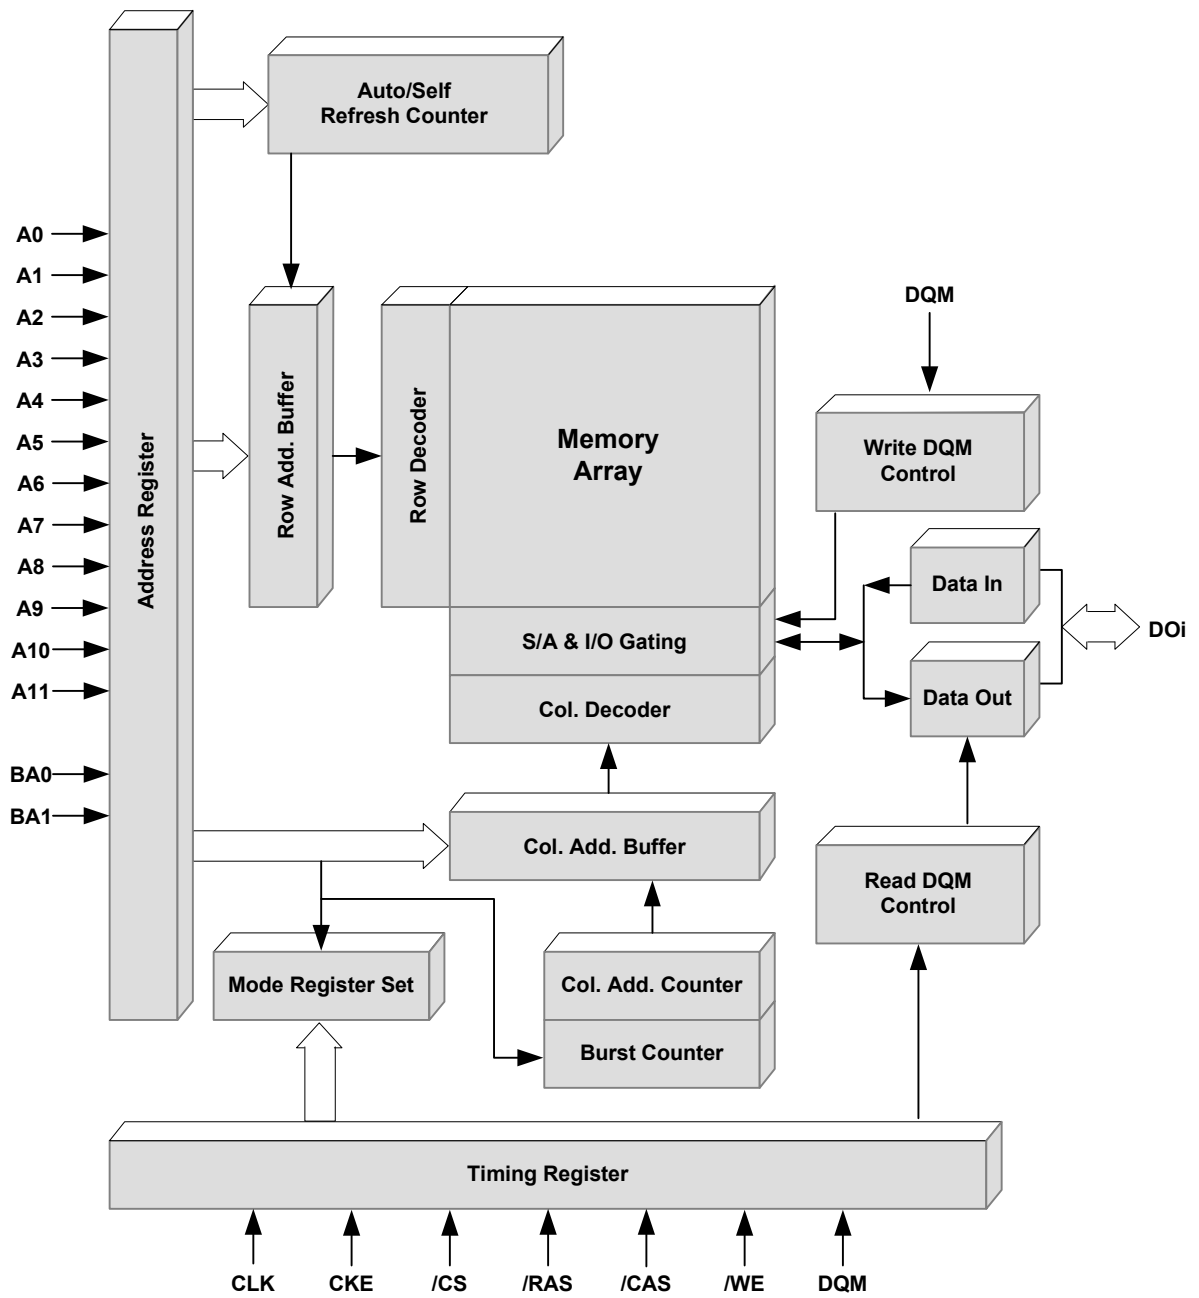 Auto/Self
Refresh Counter
A0
A1
A2
A3
A4
A5
A6
A7
A8
A9
A10
A11
BA0
BA1
Address Register
Row Add. Buffer
Row Decoder
Memory
Array
S/A & I/O Gating
Col. Decoder
DQM
Write DQM
Control
Data In
Data Out
DOi
Col. Add. Buffer
Read DQM
Control
Mode Register Set
Col. Add. Counter
Burst Counter
Timing Register
CLK
CKE
/CS
/RAS
/CAS
/WE
DQM